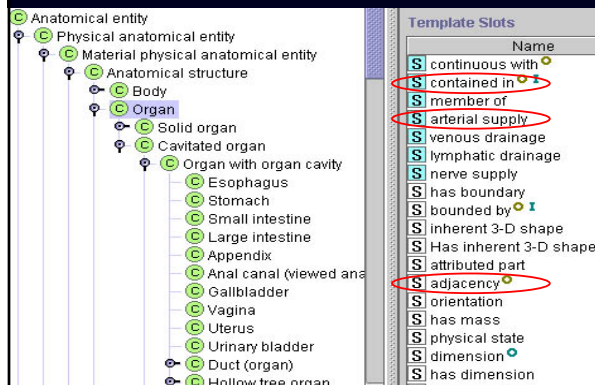 Anatomical entity
Physical anatomical entity
Material physical anatomical entity
Anatomical structure
Body
Organ
Solid organ
Cavitated organ
Organ with organ cavity
Esophagus
Stomach
Small intestine
Large intestine
Appendix
Anal canal (viewed ana
Gallbladder
Vagina
Uterus
Urinary bladder
Duct (organ)
Hollow tree organ
Template Slots
Name
S continuous with
S contained in I
S member of
S arterial supply
S venous drainage
S lymphatic drainage
S nerve supply
S has boundary
S bounded by I
S inherent 3-D shape
S Has inherent 3-D shape
S attributed part
S adjacency
S orientation
S has mass
S physical state
S dimension
S has dimension